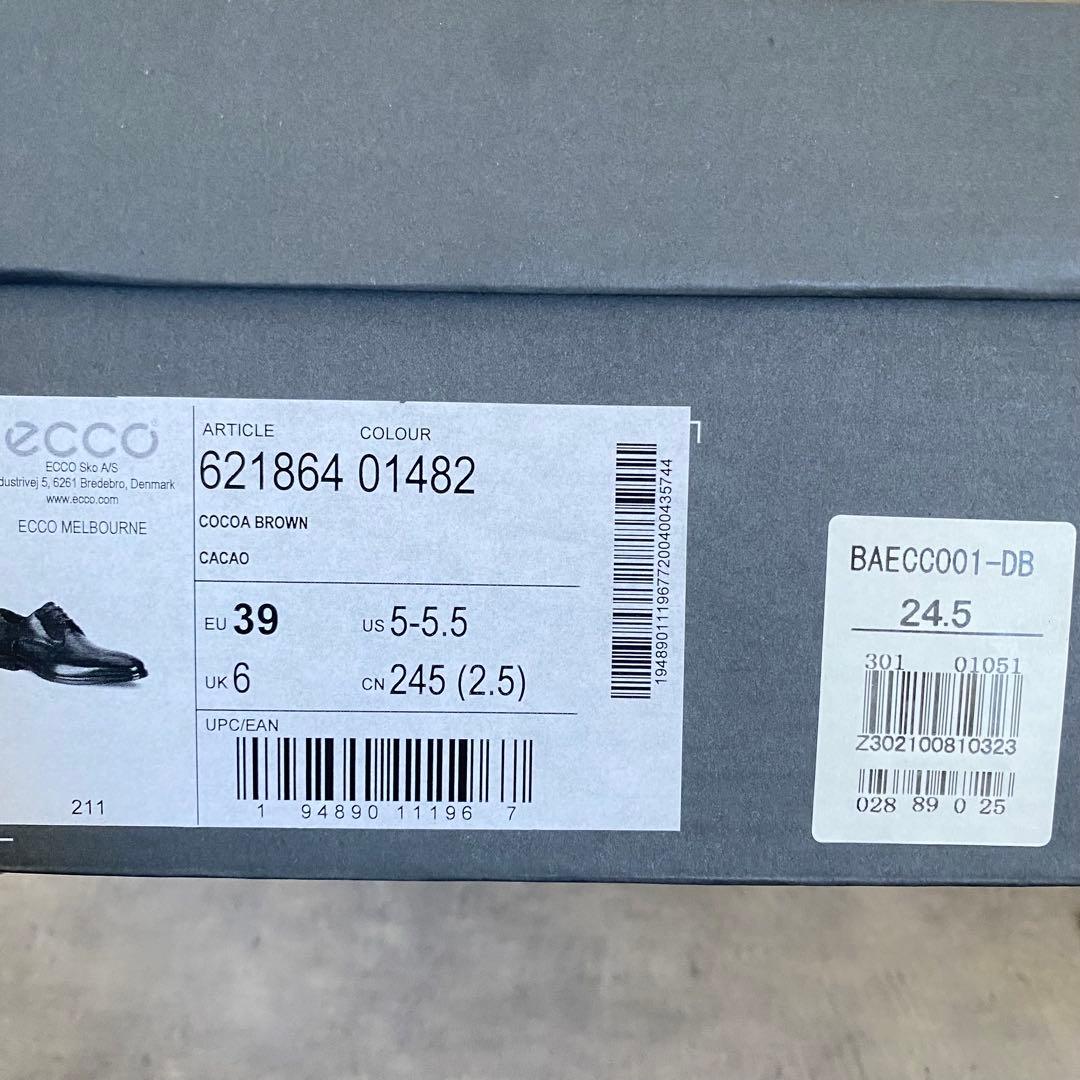 ecco
ECCO Sko A/S
dustrivej 5, 6261 Bredebro, Denmark
www.ecco.com
ECCO MELBOURNE
211
ARTICLE COLOUR
621864 01482
COCOA BROWN
CACAO
EU 39 US 5-5.5
UK 6 CN 245 (2.5)
UPC/EAN
1 94890 11196 7
1948901119677200400435744
BAECCO01-DB
24.5
301 01051
Z302100810323
028 89 0 25